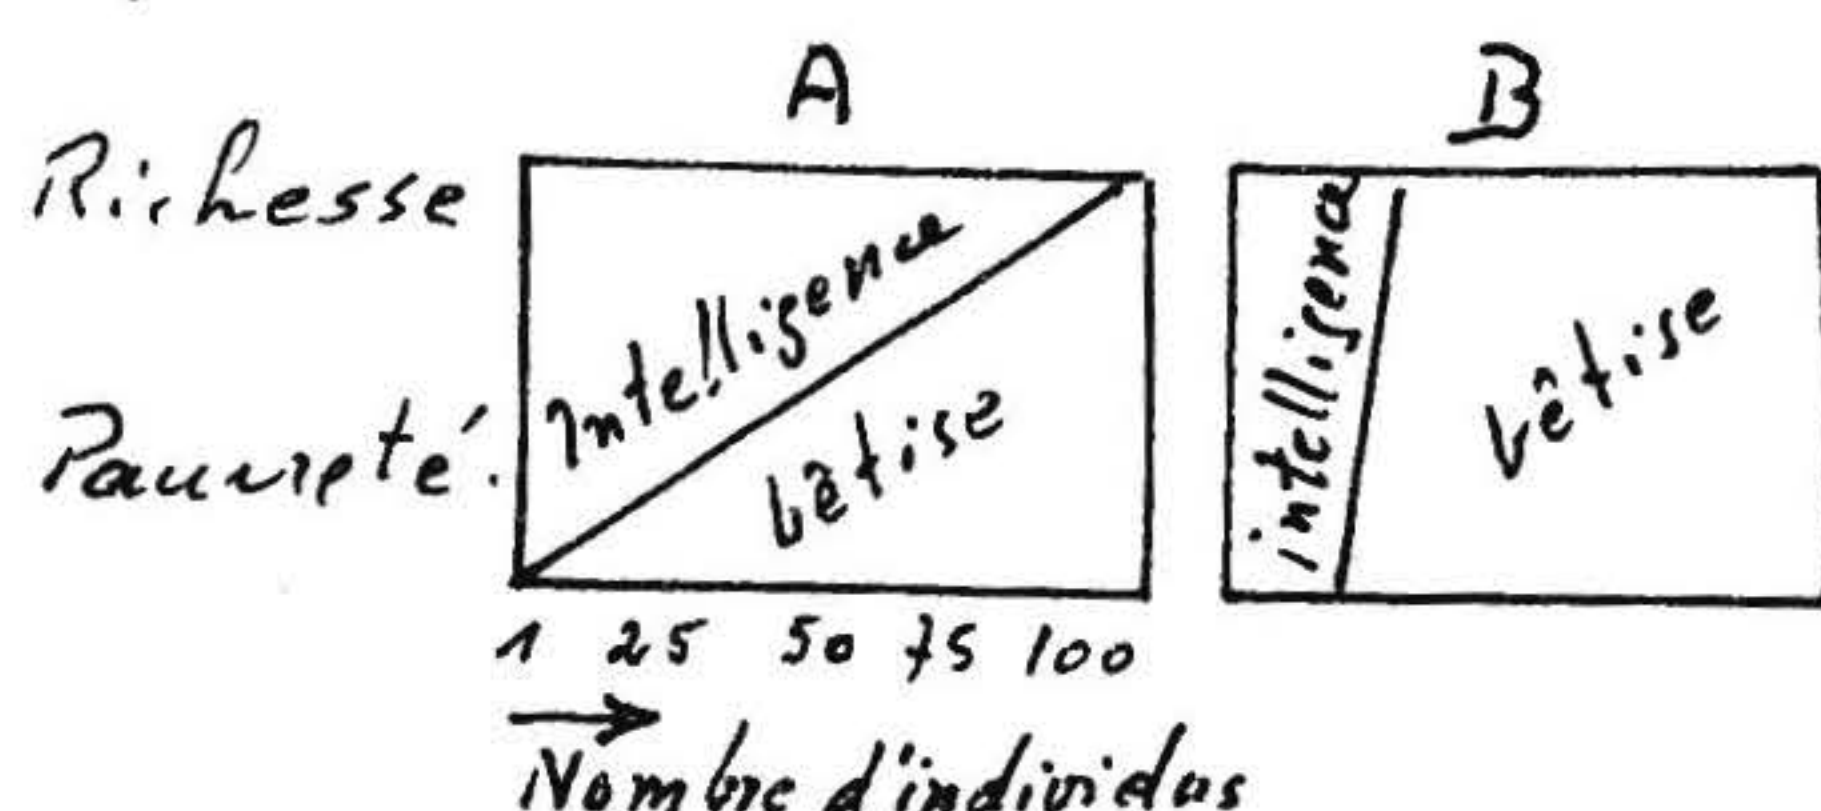 A B
Richesse
Intelligence
intelligence
bêtise
Pauvreté.
bêtise
1 25 50 75 100
Nombre d'individus